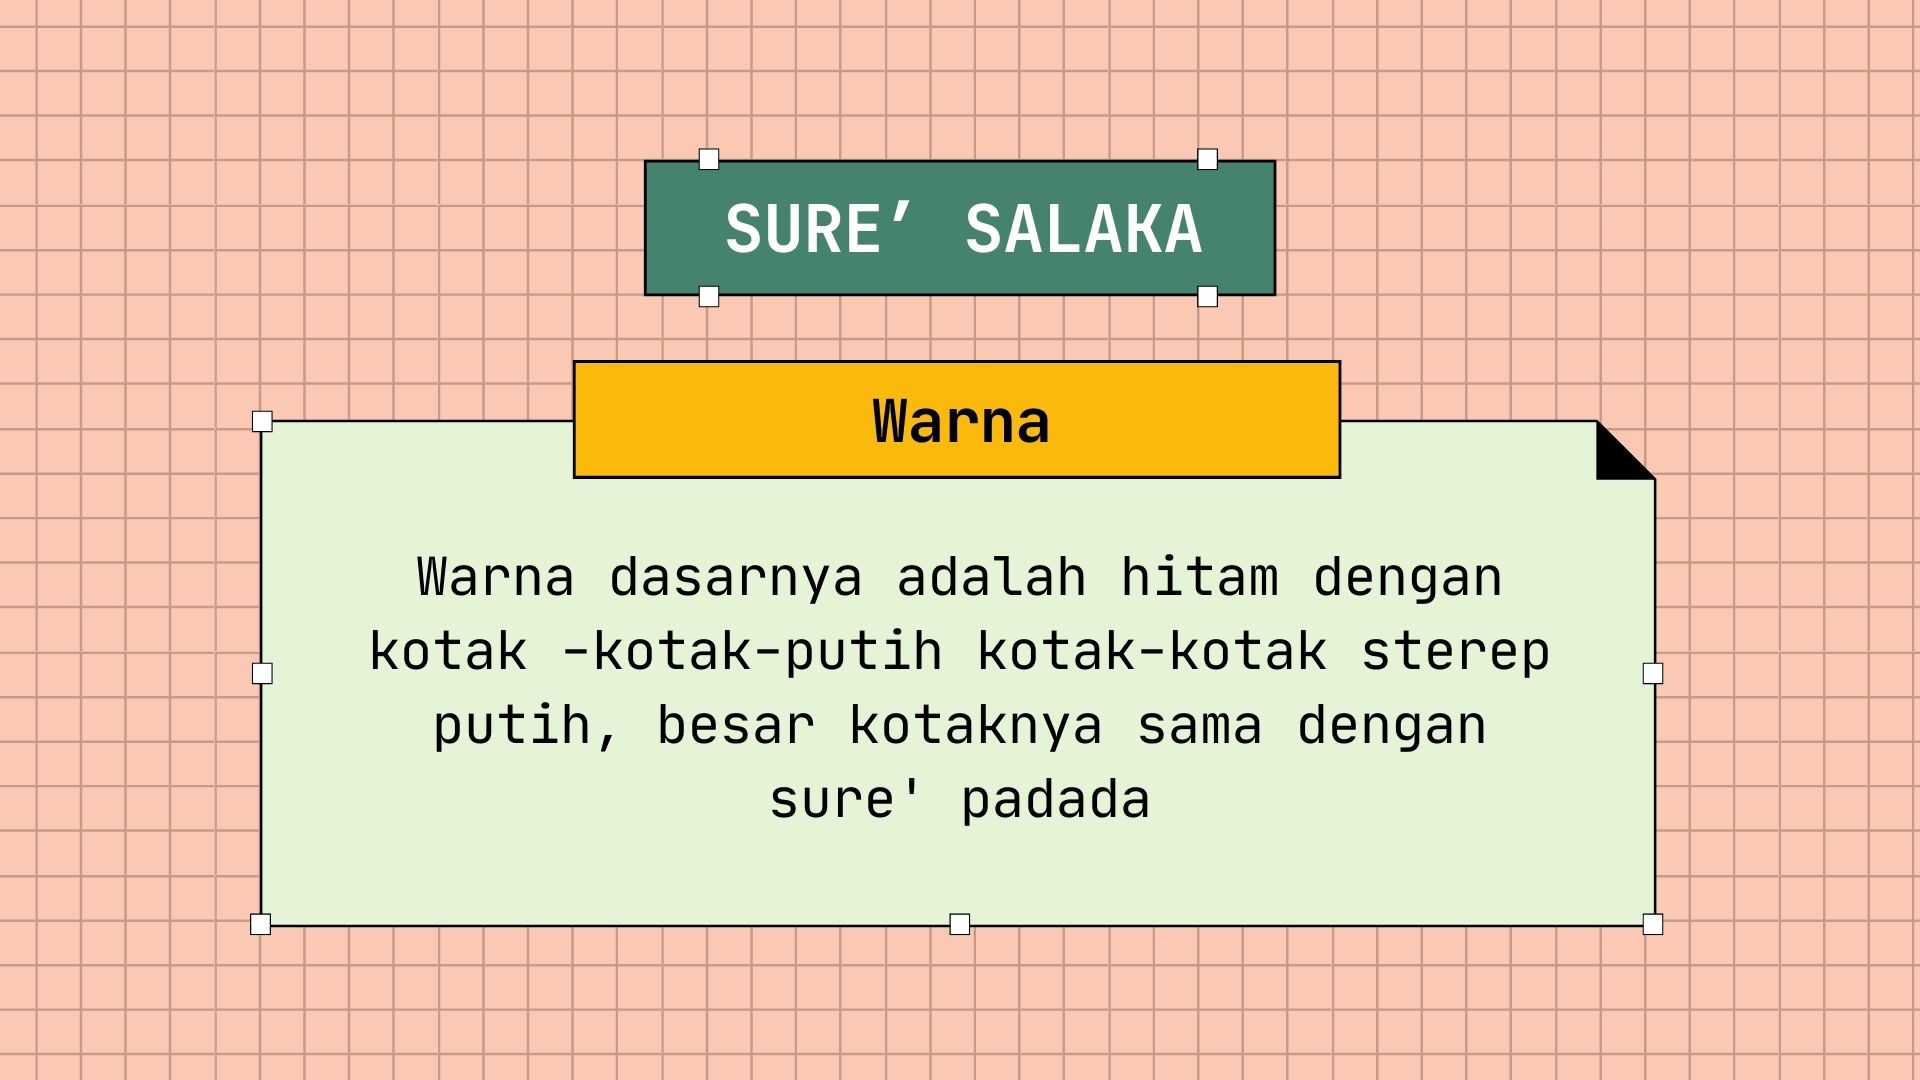 SURE’ SALAKA
Warna
Warna dasarnya adalah hitam dengan
kotak -kotak-putih kotak-kotak sterep
putih, besar kotaknya sama dengan
sure' padada